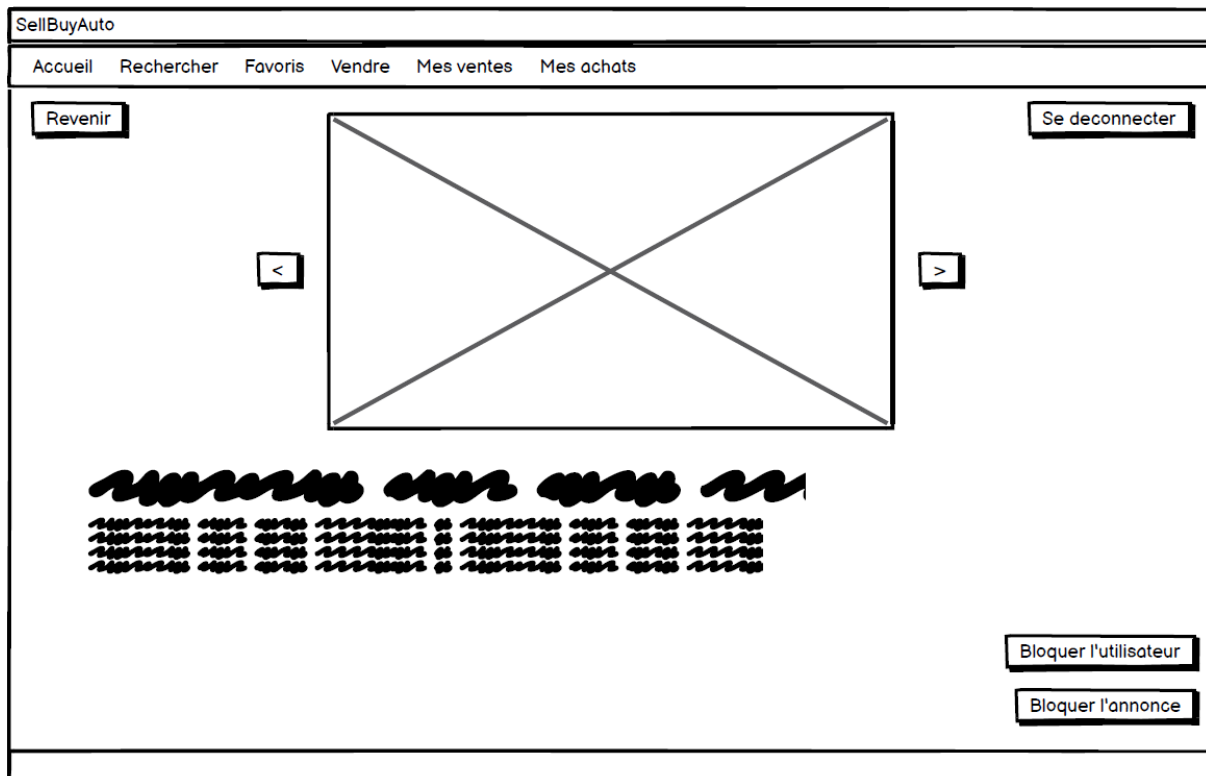 SellBuyAuto
Accueil Rechercher Favoris Vendre Mes ventes Mes achats
Revenir
Se deconnecter
<
>
Bloquer l'utilisateur
Bloquer l'annonce